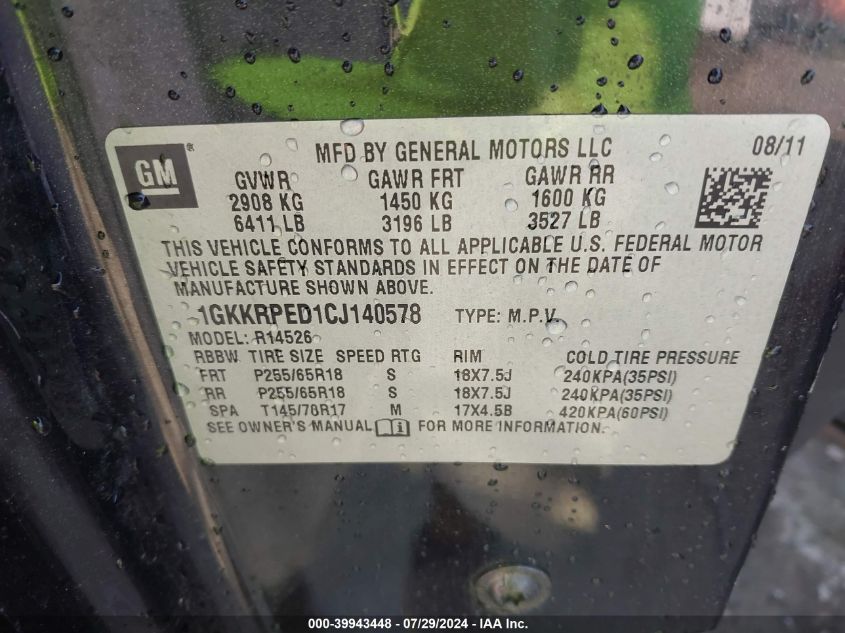 GM ®
MFD BY GENERAL MOTORS LLC 08/11
GVWR GAWR FRT GAWR RR
2908 KG 1450 KG 1600 KG
6411 LB 3196 LB 3527 LB
THIS VEHICLE CONFORMS TO ALL APPLICABLE U.S. FEDERAL MOTOR
VEHICLE SAFETY STANDARDS IN EFFECT ON THE DATE OF
MANUFACTURE SHOWN ABOVE.
1GKKRPED1CJ140578 TYPE: M.P.V.
MODEL: R14526
RBBW TIRE SIZE SPEED RTG RIM COLD TIRE PRESSURE
FRT P255/65R18 S 18X7.5J 240KPA(35PSI)
RR P255/65R18 S 18X7.5J 240KPA(35PSI)
SPA T145/70R17 M 17X4.5B 420KPA(60PSI)
SEE OWNER'S MANUAL i FOR MORE INFORMATION.
000-39943448 - 07/29/2024 - Copyright © IAA, Inc.